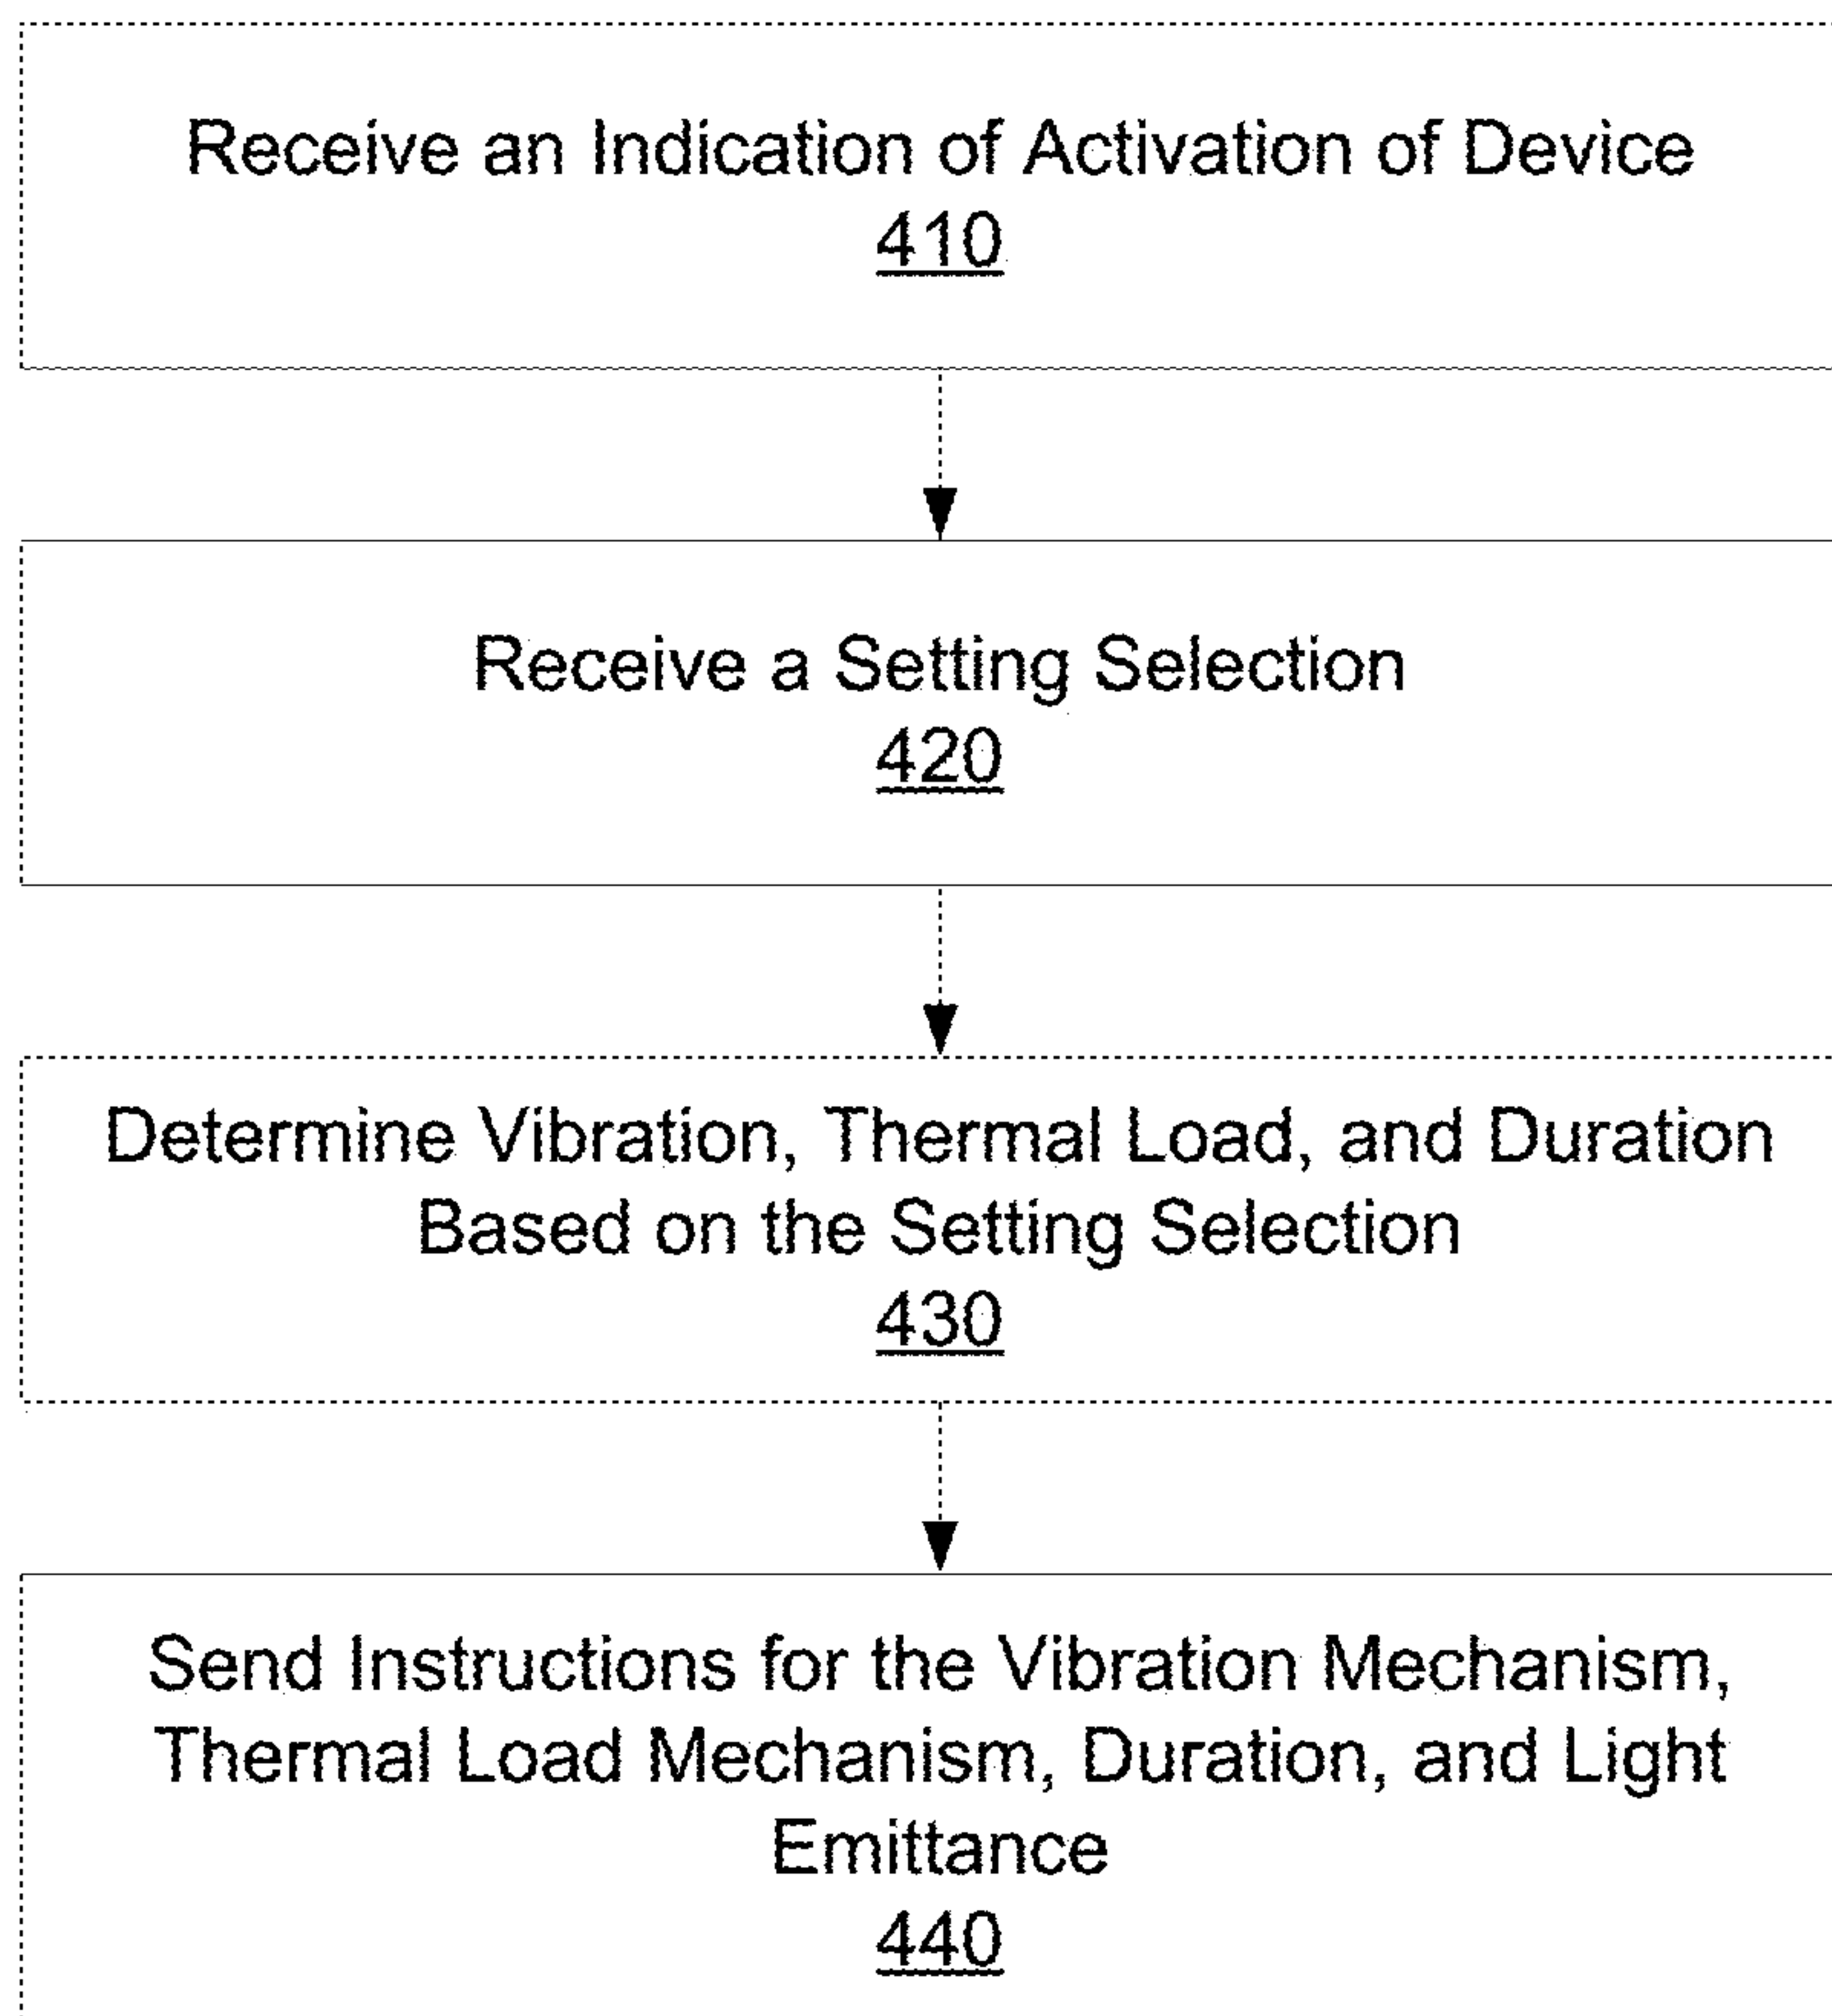 Receive an Indication of Activation of Device
410
Receive a Setting Selection
420
Determine Vibration, Thermal Load, and Duration
Based on the Setting Selection
430
Send Instructions for the Vibration Mechanism,
Thermal Load Mechanism, Duration, and Light
Emittance
440